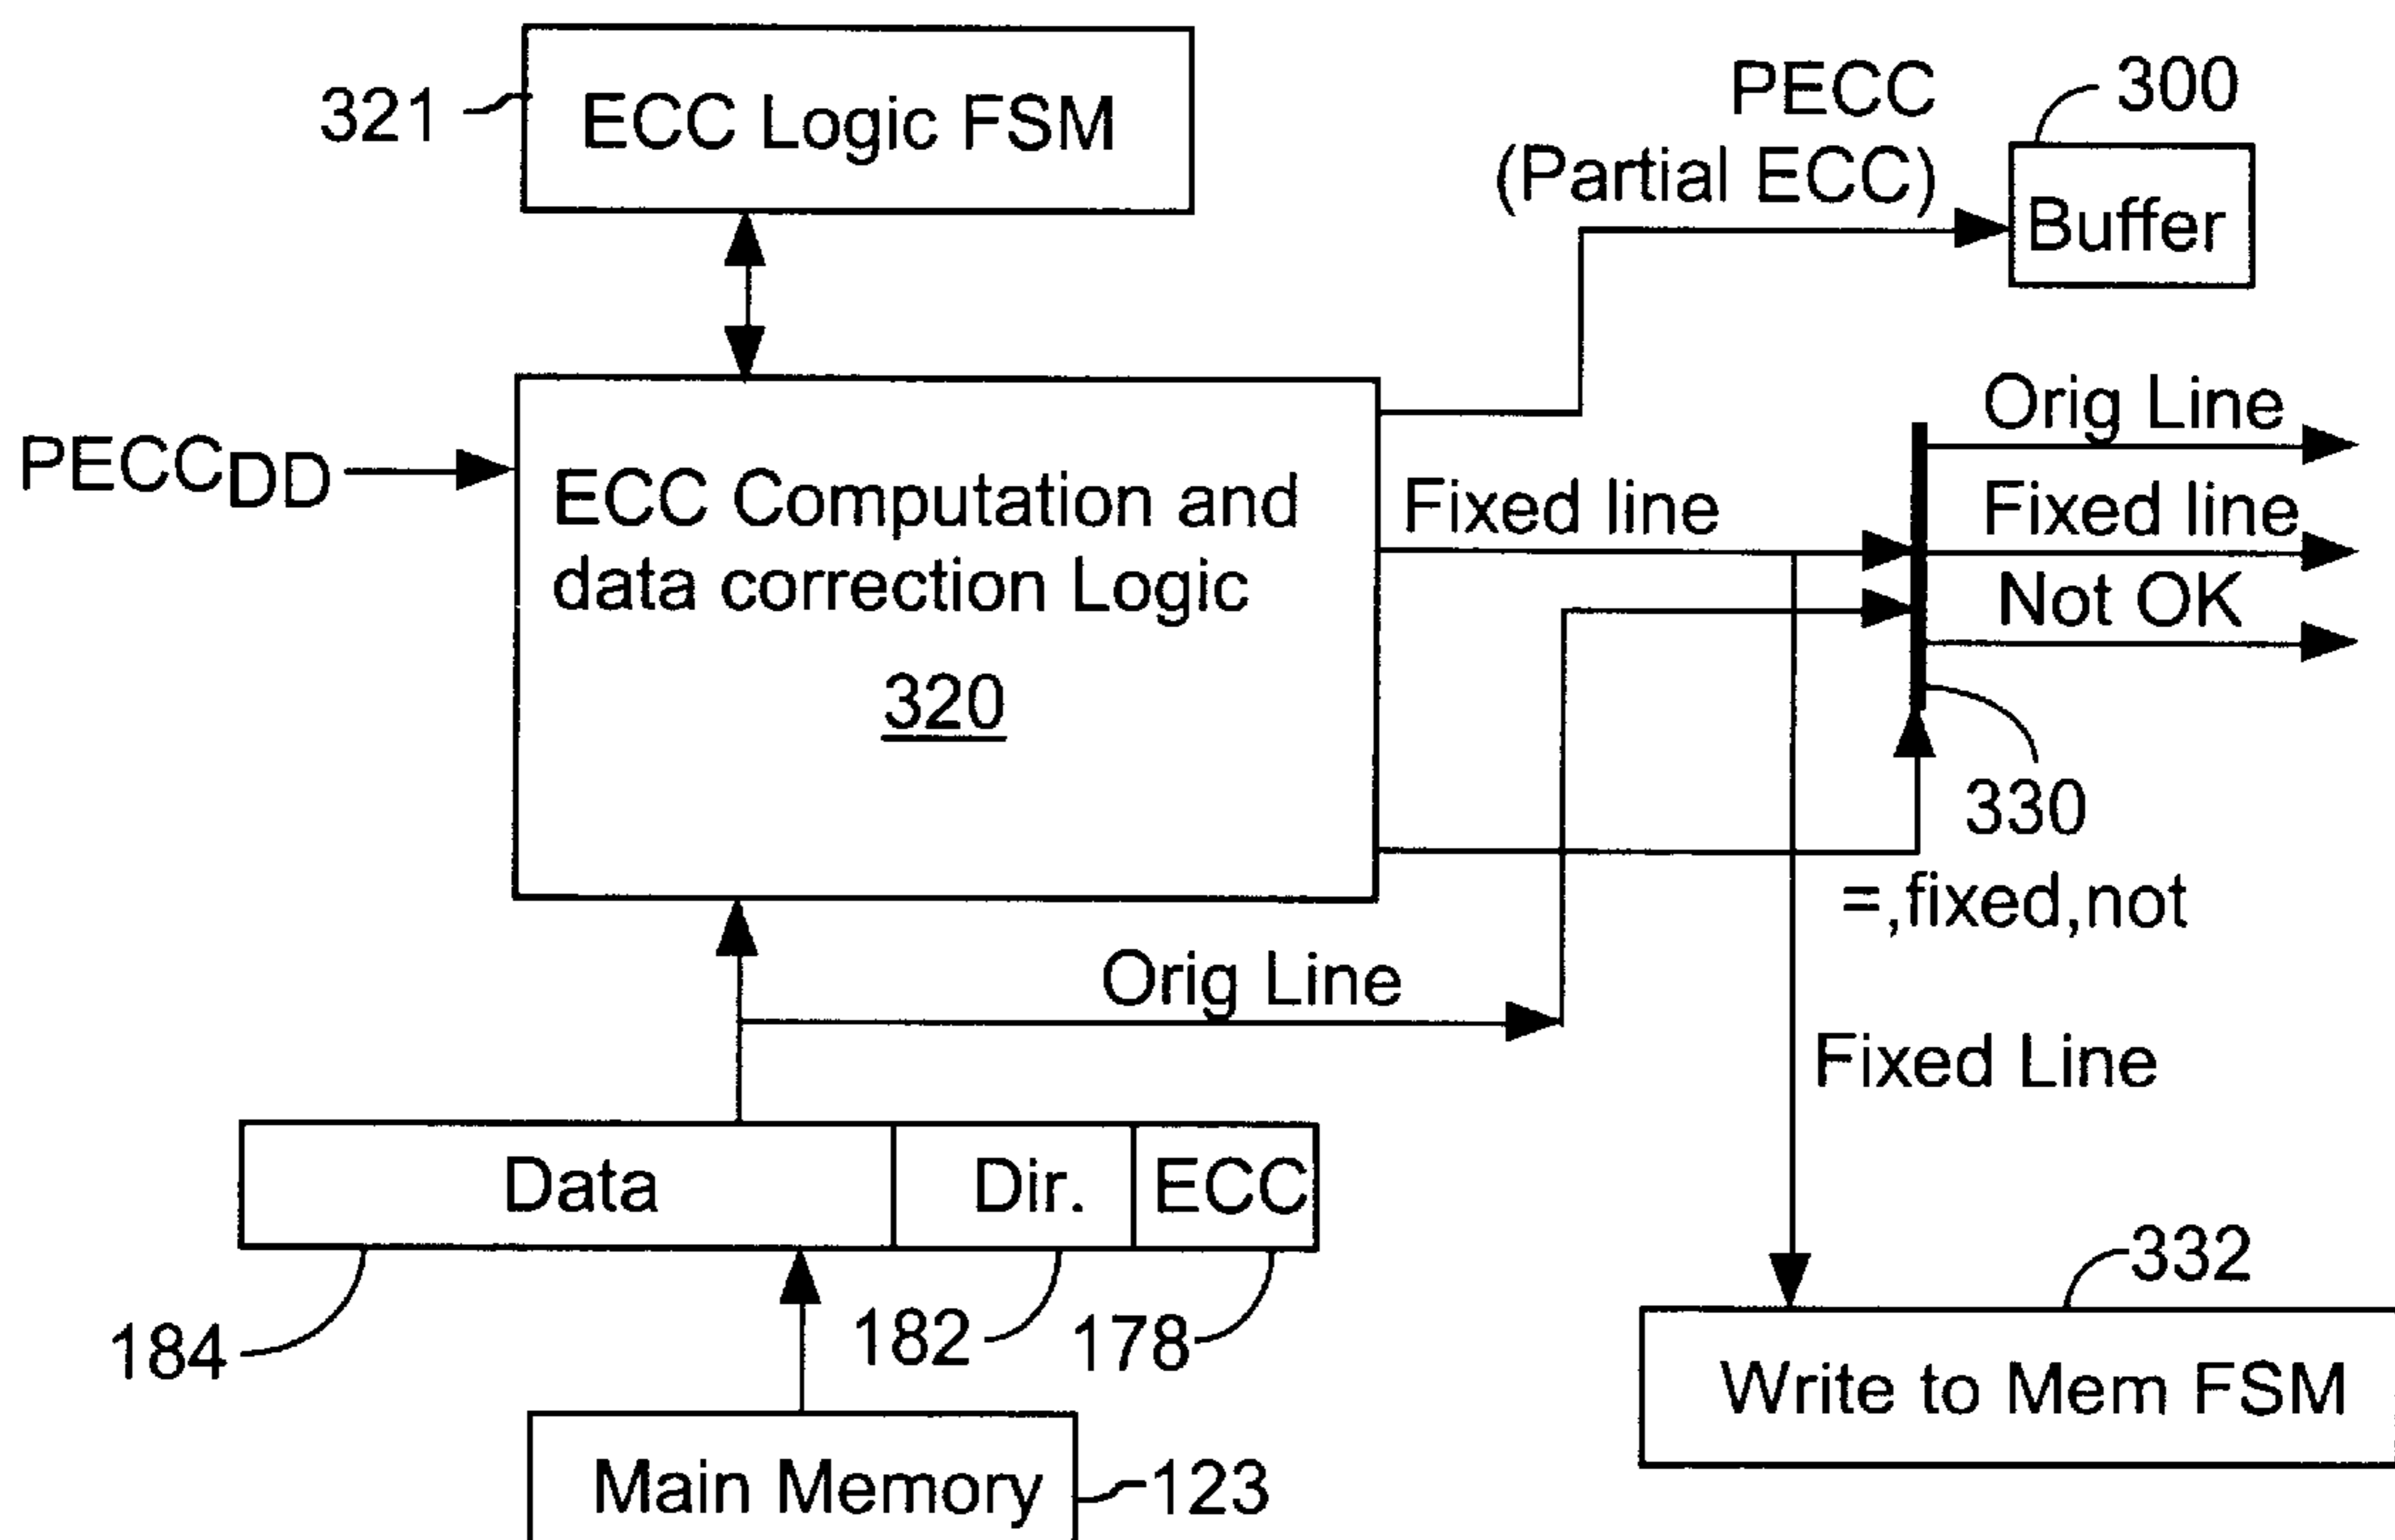 321
ECC Logic FSM
PECC
(Partial ECC)
300
Buffer
PECCDD
ECC Computation and
data correction Logic
320
Fixed line
Orig Line
Fixed line
Not OK
330
=,fixed,not
Orig Line
Fixed Line
Data
Dir.
ECC
184
182
178
332
Write to Mem FSM
Main Memory
123